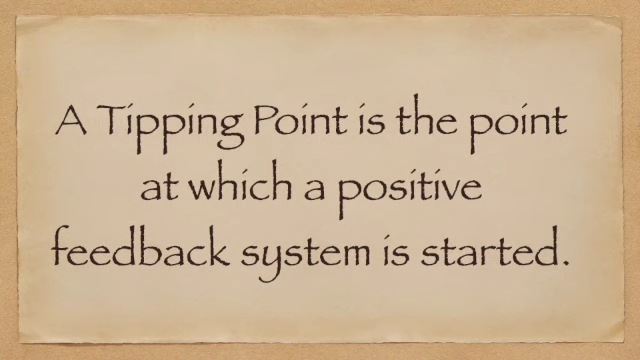 A Tipping Point is the point
at which a positive
feedback system is started.